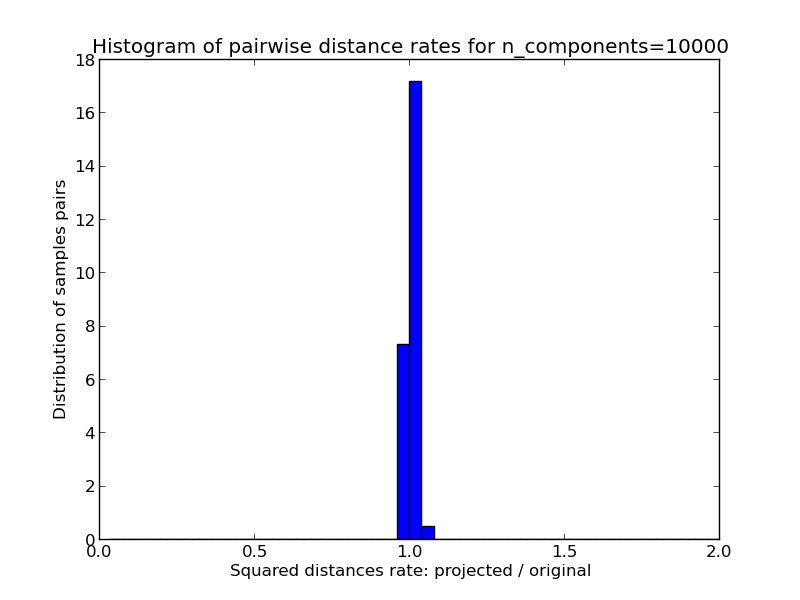 Histogram of pairwise distance rates for n_components=10000
18
16
14
12
10
8
6
4
2
0
Distribution of samples pairs
0.0 0.5 1.0 1.5 2.0
Squared distances rate: projected / original